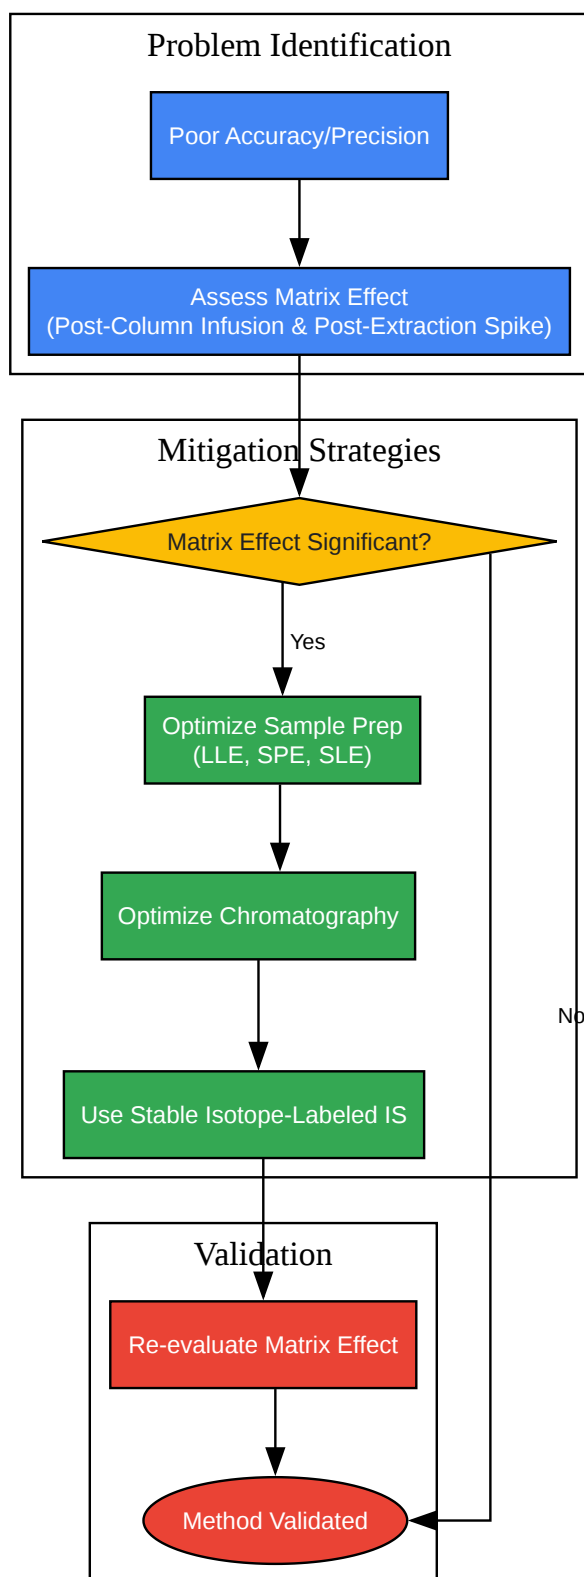 Problem Identification
Poor Accuracy/Precision
Assess Matrix Effect
(Post-Column Infusion & Post-Extraction Spike)
Mitigation Strategies
Matrix Effect Significant?
Yes
Optimize Sample Prep
(LLE, SPE, SLE)
Optimize Chromatography
No
Use Stable Isotope-Labeled IS
Validation
Re-evaluate Matrix Effect
Method Validated